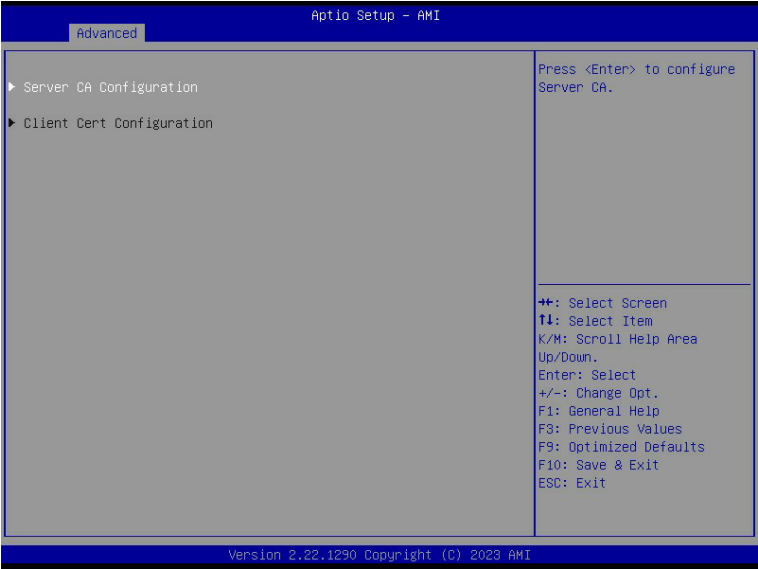 Aptio Setup – AMI
Advanced
Server CA Configuration
Client Cert Configuration
Press <Enter> to configure
Server CA.
→←: Select Screen
↑↓: Select Item
K/M: Scroll Help Area
Up/Down.
Enter: Select
+/-: Change Opt.
F1: General Help
F3: Previous Values
F9: Optimized Defaults
F10: Save & Exit
ESC: Exit
Version 2.22.1290 Copyright (C) 2023 AMI